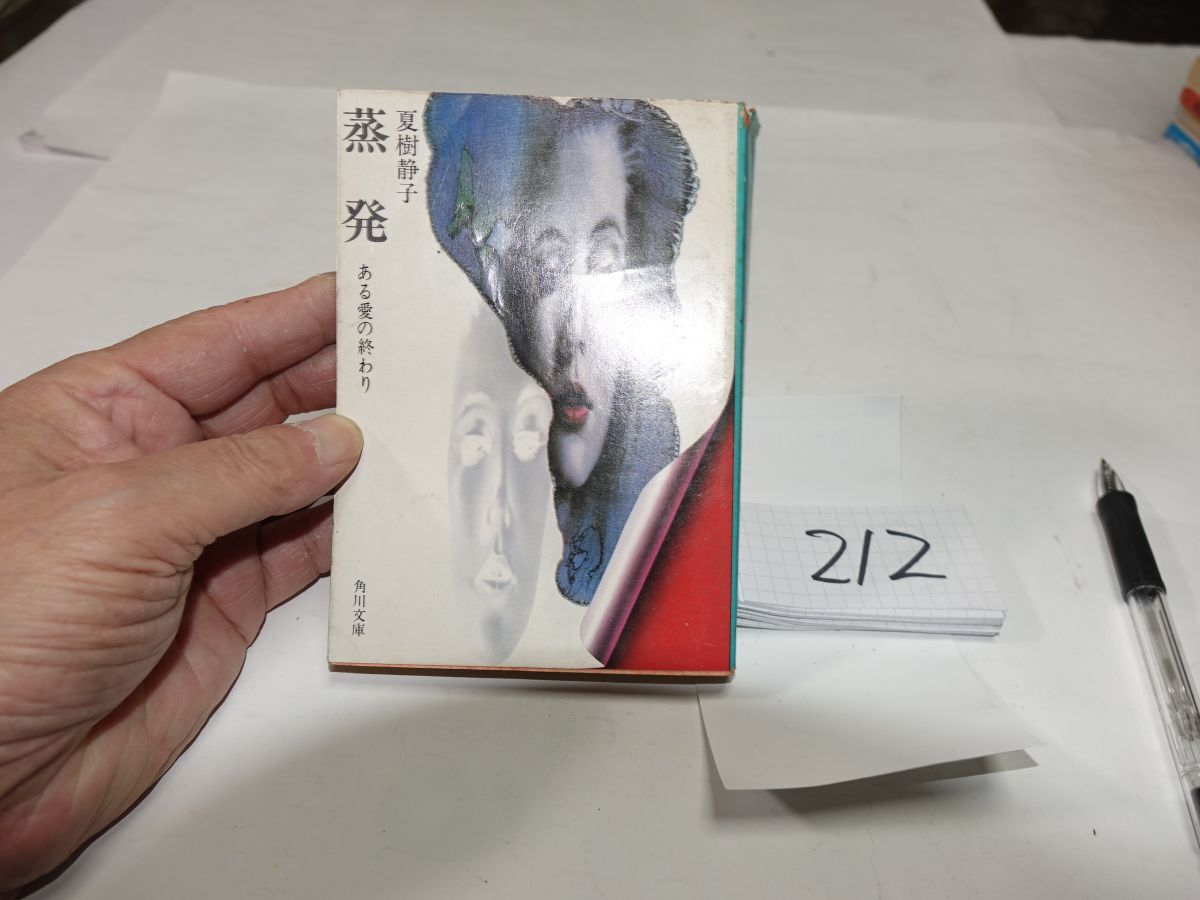 蒸発
夏樹静子
ある愛の終わり
角川文庫
212